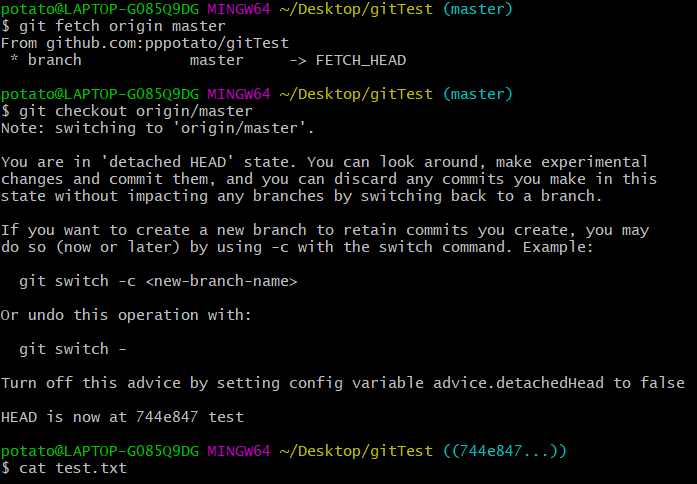 potato@LAPTOP-G085Q9DG MINGW64 ~/Desktop/gitTest (master)
$ git fetch origin master
From github.com:pppotato/gitTest
 * branch            master     -> FETCH_HEAD

potato@LAPTOP-G085Q9DG MINGW64 ~/Desktop/gitTest (master)
$ git checkout origin/master
Note: switching to 'origin/master'.

You are in 'detached HEAD' state. You can look around, make experimental
changes and commit them, and you can discard any commits you make in this
state without impacting any branches by switching back to a branch.

If you want to create a new branch to retain commits you create, you may
do so (now or later) by using -c with the switch command. Example:

  git switch -c <new-branch-name>

Or undo this operation with:

  git switch -

Turn off this advice by setting config variable advice.detachedHead to false

HEAD is now at 744e847 test

potato@LAPTOP-G085Q9DG MINGW64 ~/Desktop/gitTest ((744e847...))
$ cat test.txt